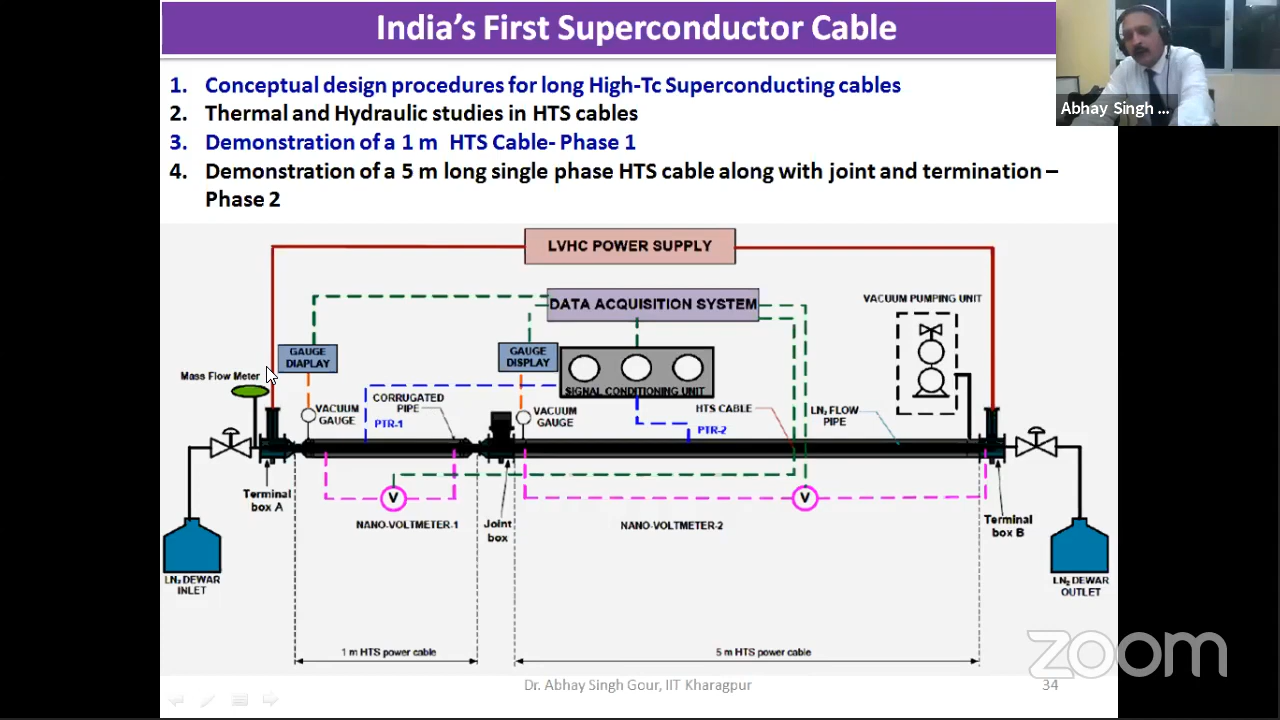 India's First Superconductor Cable
1. Conceptual design procedures for long High-Tc Superconducting cables
2. Thermal and Hydraulic studies in HTS cables
3. Demonstration of a 1 m HTS Cable- Phase 1
4. Demonstration of a 5 m long single phase HTS cable along with joint and termination –
Phase 2
Abhay Singh ...
LVHC POWER SUPPLY
DATA ACQUISITION SYSTEM
VACUUM PUMPING UNIT
GAUGE
DIAPLAY
GAUGE
DISPLAY
Mass Flow Meter
SIGNAL CONDITIONING UNIT
VACUUM
GAUGE
CORRUGATED
PIPE
PTR-1
VACUUM
GAUGE
PTR-2
HTS CABLE
LN₂ FLOW
PIPE
Terminal
box A
V
NANO-VOLTMETER-1
Joint
box
NANO-VOLTMETER-2
V
Terminal
box B
LN₂ DEWAR
INLET
LN₂ DEWAR
OUTLET
1 m HTS power cable
5 m HTS power cable
zoom
Dr. Abhay Singh Gour, IIT Kharagpur
34